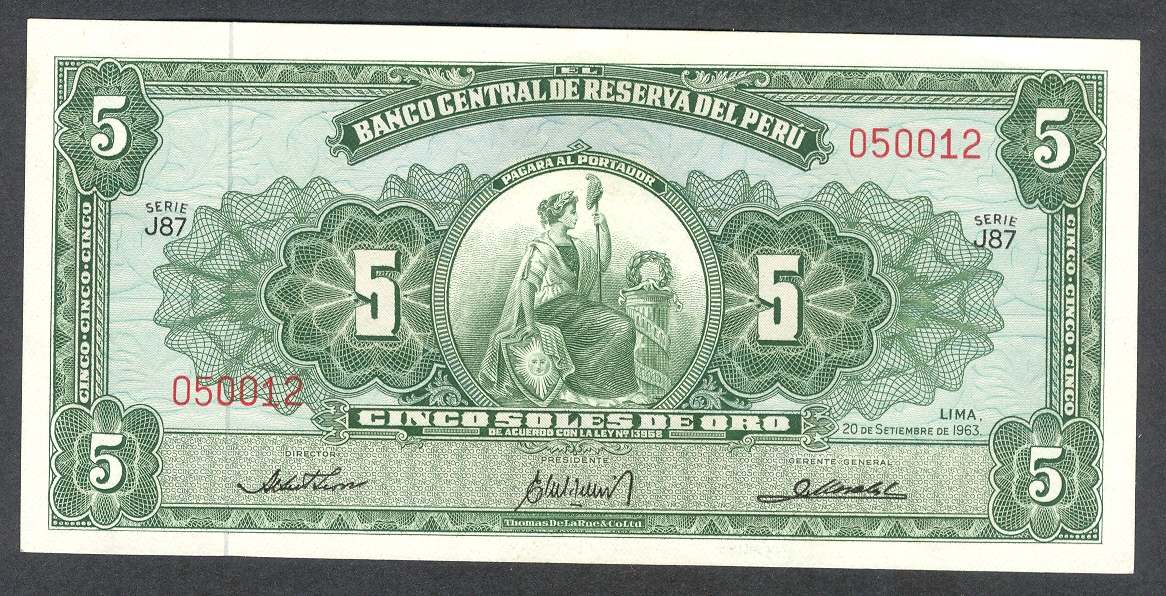 EL
BANCO CENTRAL DE RESERVA DEL PERÚ
PAGARA AL PORTADOR
5
5
050012
SERIE
J87
SERIE
J87
CINCO·CINCO·CINCO
CINCO·CINCO·CINCO
5
5
050012
CINCO SOLES DE ORO
DE ACUERDO CON LA LEY Nº 13958
LIMA,
20 DE SETIEMBRE DE 1963.
5
5
DIRECTOR
PRESIDENTE
GERENTE-GENERAL
Thomas De La Rue & Co Ltd